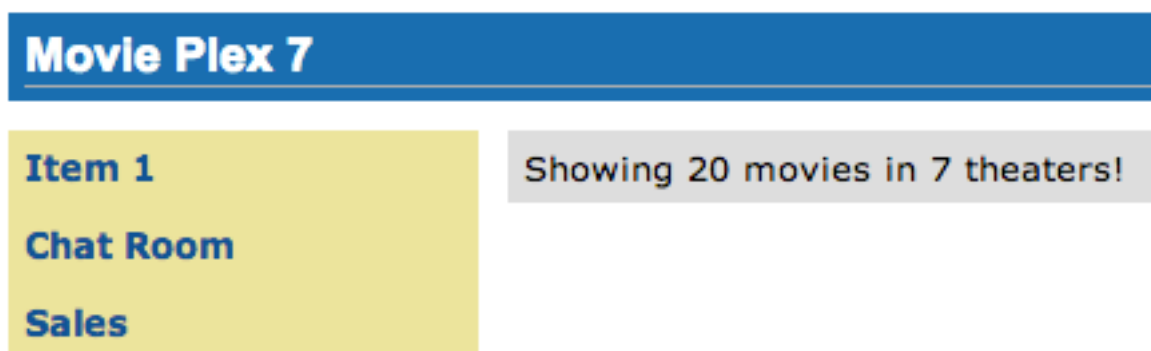 Movie Plex 7
Item 1
Chat Room
Sales
Showing 20 movies in 7 theaters!